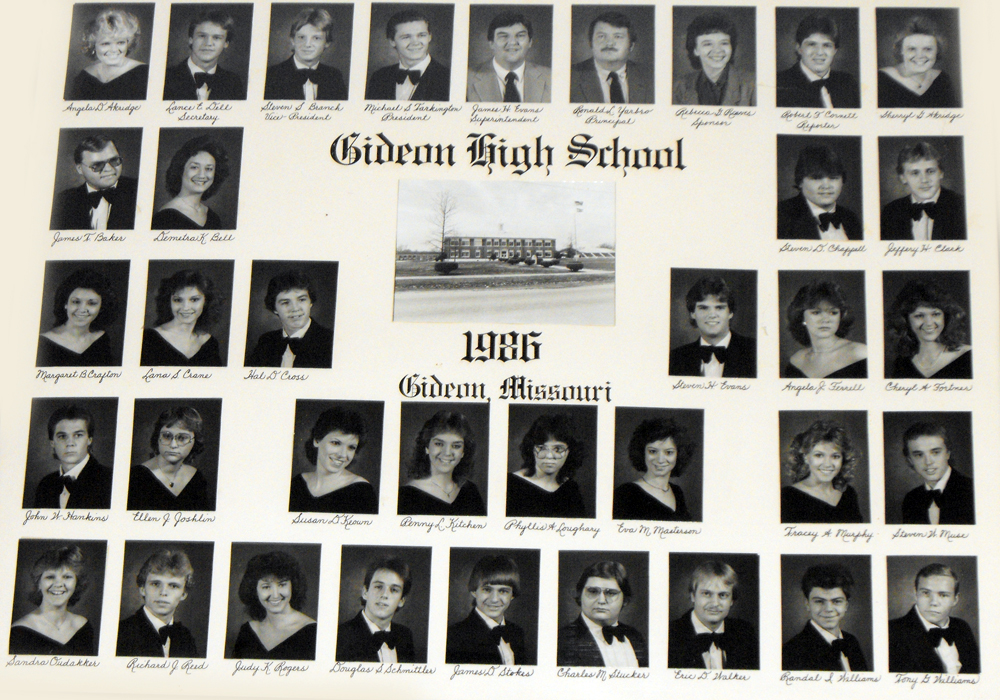 Angela D. Akridge
Lance E. Dell
Secretary
Steven S. Branch
Vice-President
Michael S. Tarkington
President
James H. Evans
Superintendent
Ronald L. Yarbro
Principal
Rebecca G.
Sponsor
Robert T. Cornell
Reporter
Sherryl D. Akridge
Gideon High School
James T. Baker
Demetra K. Bell
Steven D. Chappell
Jeffery H. Clark
Margaret B. Crafton
Lana S. Crane
Hal D. Cross
1986
Steven H. Evans
Angela J. Ferrell
Cheryl A. Fortner
Gideon, Missouri
John W. Hankins
Ellen J. Joshlin
Susan D. Keown
Penny L. Kitchen
Phyllis A. Loughary
Eva M. Masterson
Tracey A. Murphy
Steven W. Muse
Sandra Oudakker
Richard J. Reed
Judy K. Rogers
Douglas S. Schmittler
James D. Stokes
Charles M. Stucker
Eric D. Walker
Randal I. Williams
Tony G. Williams